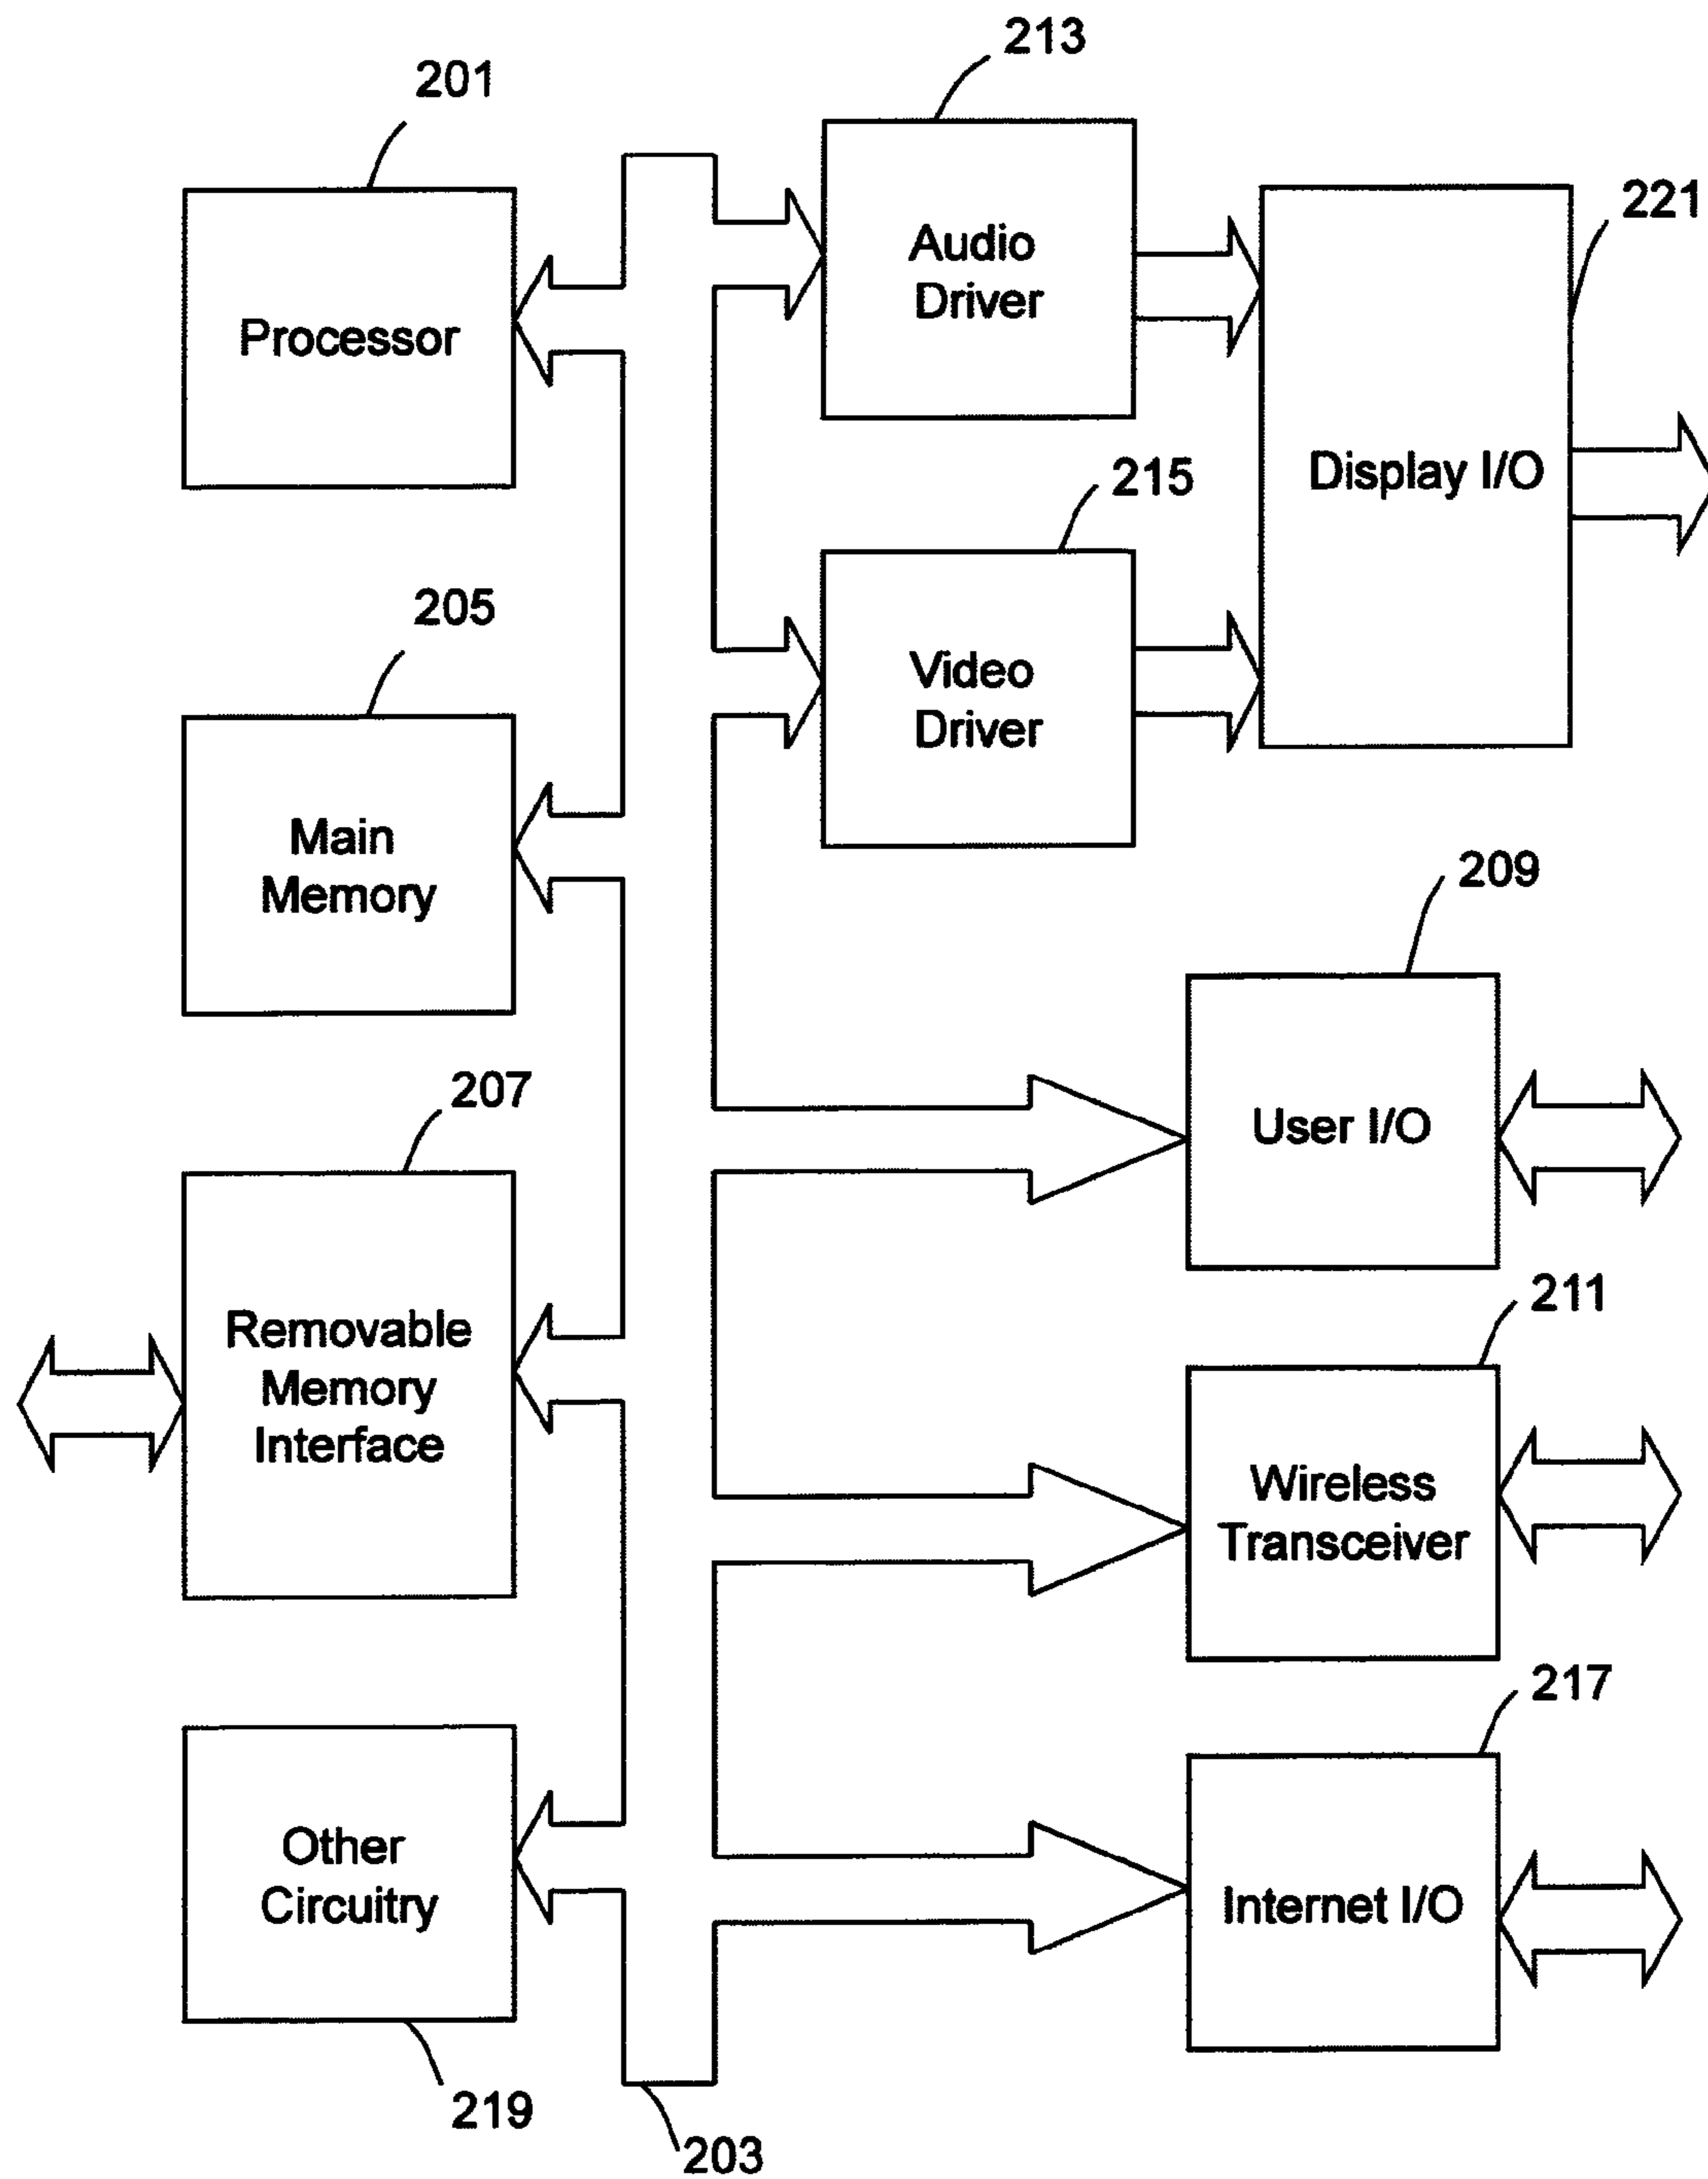 213
201
221
Audio
Driver
Processor
Display I/O
215
205
Video
Driver
Main
Memory
209
207
User I/O
211
Removable
Memory
Interface
Wireless
Transceiver
217
Other
Circuitry
Internet I/O
219
203